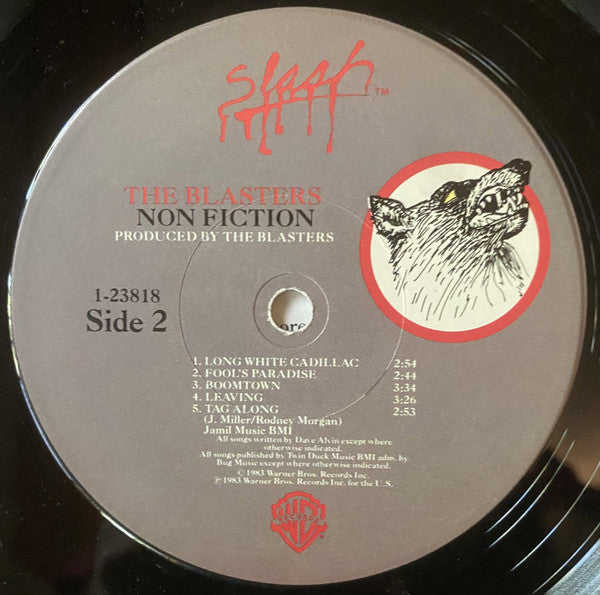 Slash
TM
THE BLASTERS
NON FICTION
PRODUCED BY THE BLASTERS
1-23818
Side 2
ore
1. LONG WHITE CADILLAC 2:54
2. FOOL'S PARADISE 2:44
3. BOOMTOWN 3:34
4. LEAVING 3:26
5. TAG ALONG 2:53
(J. Miller/Rodney Morgan)
Jamil Music BMI
All songs written by Dave Alvin except where
otherwise indicated.
All songs published by Twin Duck Music BMI adm. by
Bug Music except where otherwise indicated.
© 1983 Warner Bros. Records Inc.
℗ 1983 Warner Bros. Records Inc. for the U.S.
RECORDS